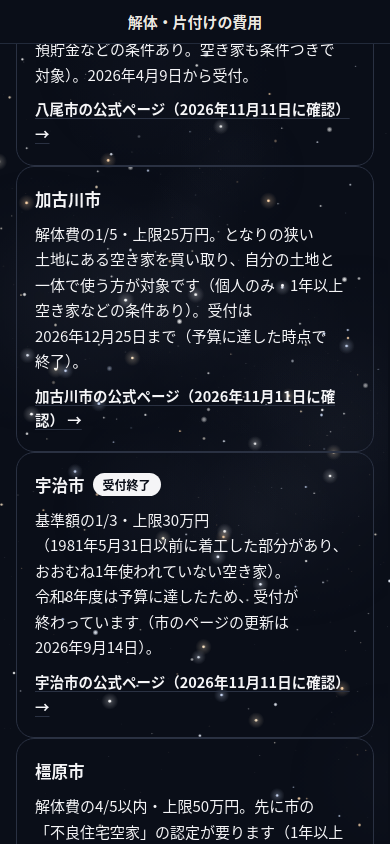 解体・片付けの費用
預貯金などの条件あり。空き家も条件つきで
対象）。2026年4月9日から受付。
八尾市の公式ページ（2026年11月11日に確認）
→
加古川市
解体費の1/5・上限25万円。となりの狭い
土地にある空き家を買い取り、自分の土地と
一体で使う方が対象です（個人のみ・1年以上
空き家などの条件あり）。受付は
2026年12月25日まで（予算に達した時点で
終了）。
加古川市の公式ページ（2026年11月11日に確
認） →
宇治市 受付終了
基準額の1/3・上限30万円
（1981年5月31日以前に着工した部分があり、
おおむね1年使われていない空き家）。
令和8年度は予算に達したため、受付が
終わっています（市のページの更新は
2026年9月14日）。
宇治市の公式ページ（2026年11月11日に確認）
→
橿原市
解体費の4/5以内・上限50万円。先に市の
「不良住宅空家」の認定が要ります（1年以上